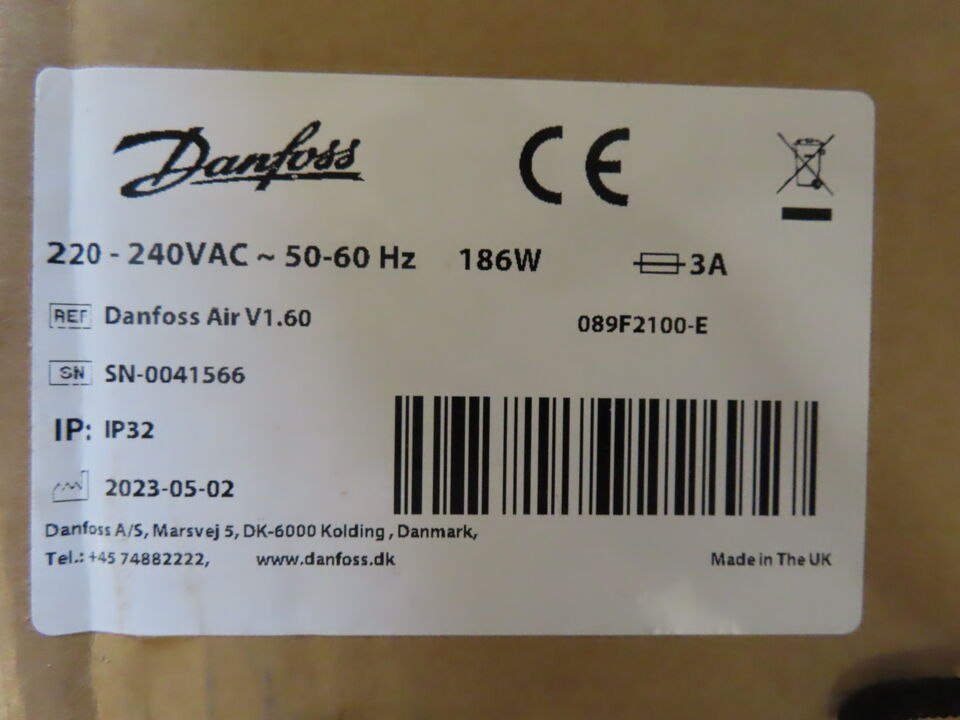 Danfoss
CE
220 - 240VAC ~ 50-60 Hz 186W 3A
REF Danfoss Air V1.60 089F2100-E
SN SN-0041566
IP: IP32
2023-05-02
Danfoss A/S, Marsvej 5, DK-6000 Kolding , Danmark,
Tel.: +45 74882222, www.danfoss.dk Made in The UK